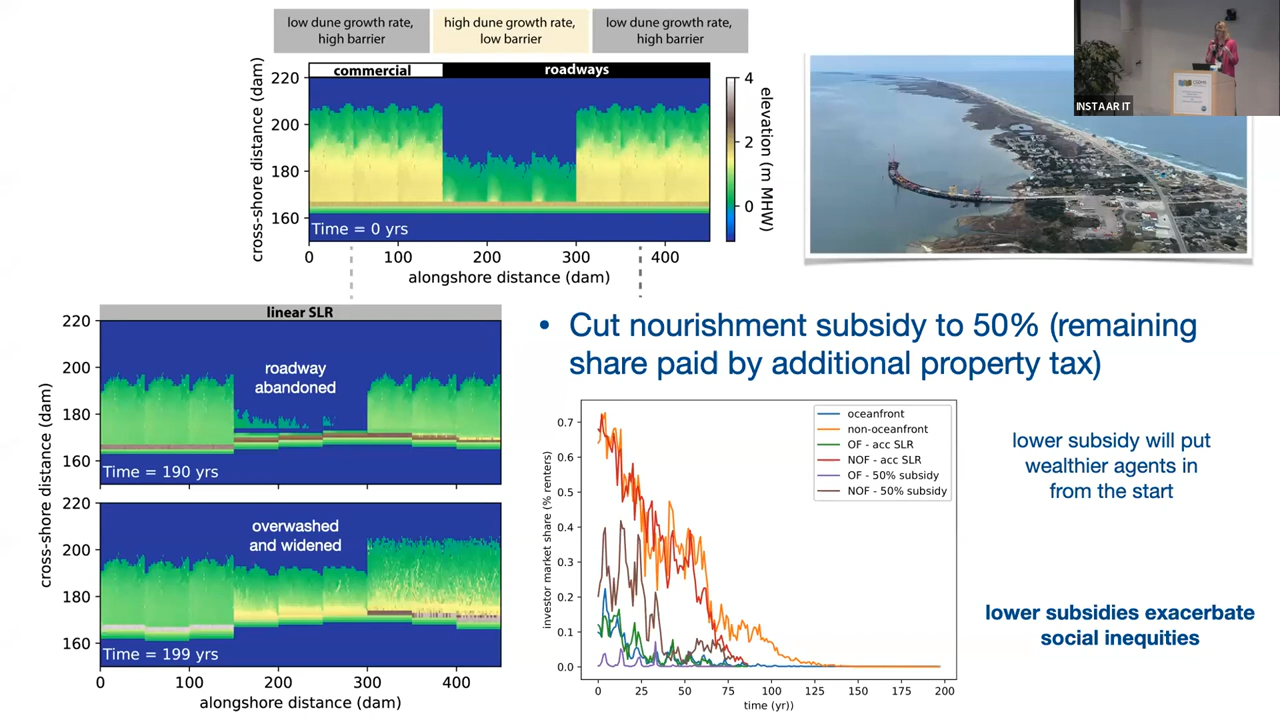 low dune growth rate,
high barrier
high dune growth rate,
low barrier
low dune growth rate,
high barrier
commercial
roadways
220
200
180
160
cross-shore distance (dam)
Time = 0 yrs
0
100
200
300
400
alongshore distance (dam)
4
2
0
elevation (m MHW)
INSTAAR IT
linear SLR
220
200
180
160
roadway
abandoned
Time = 190 yrs
220
200
180
160
overwashed
and widened
Time = 199 yrs
cross-shore distance (dam)
0
100
200
300
400
alongshore distance (dam)
• Cut nourishment subsidy to 50% (remaining
share paid by additional property tax)
0.7
0.6
0.5
0.4
0.3
0.2
0.1
0.0
investor market share (% renters)
oceanfront
non-oceanfront
OF - acc SLR
NOF - acc SLR
OF - 50% subsidy
NOF - 50% subsidy
0
25
50
75
100
125
150
175
200
time (yr))
lower subsidy will put
wealthier agents in
from the start
lower subsidies exacerbate
social inequities